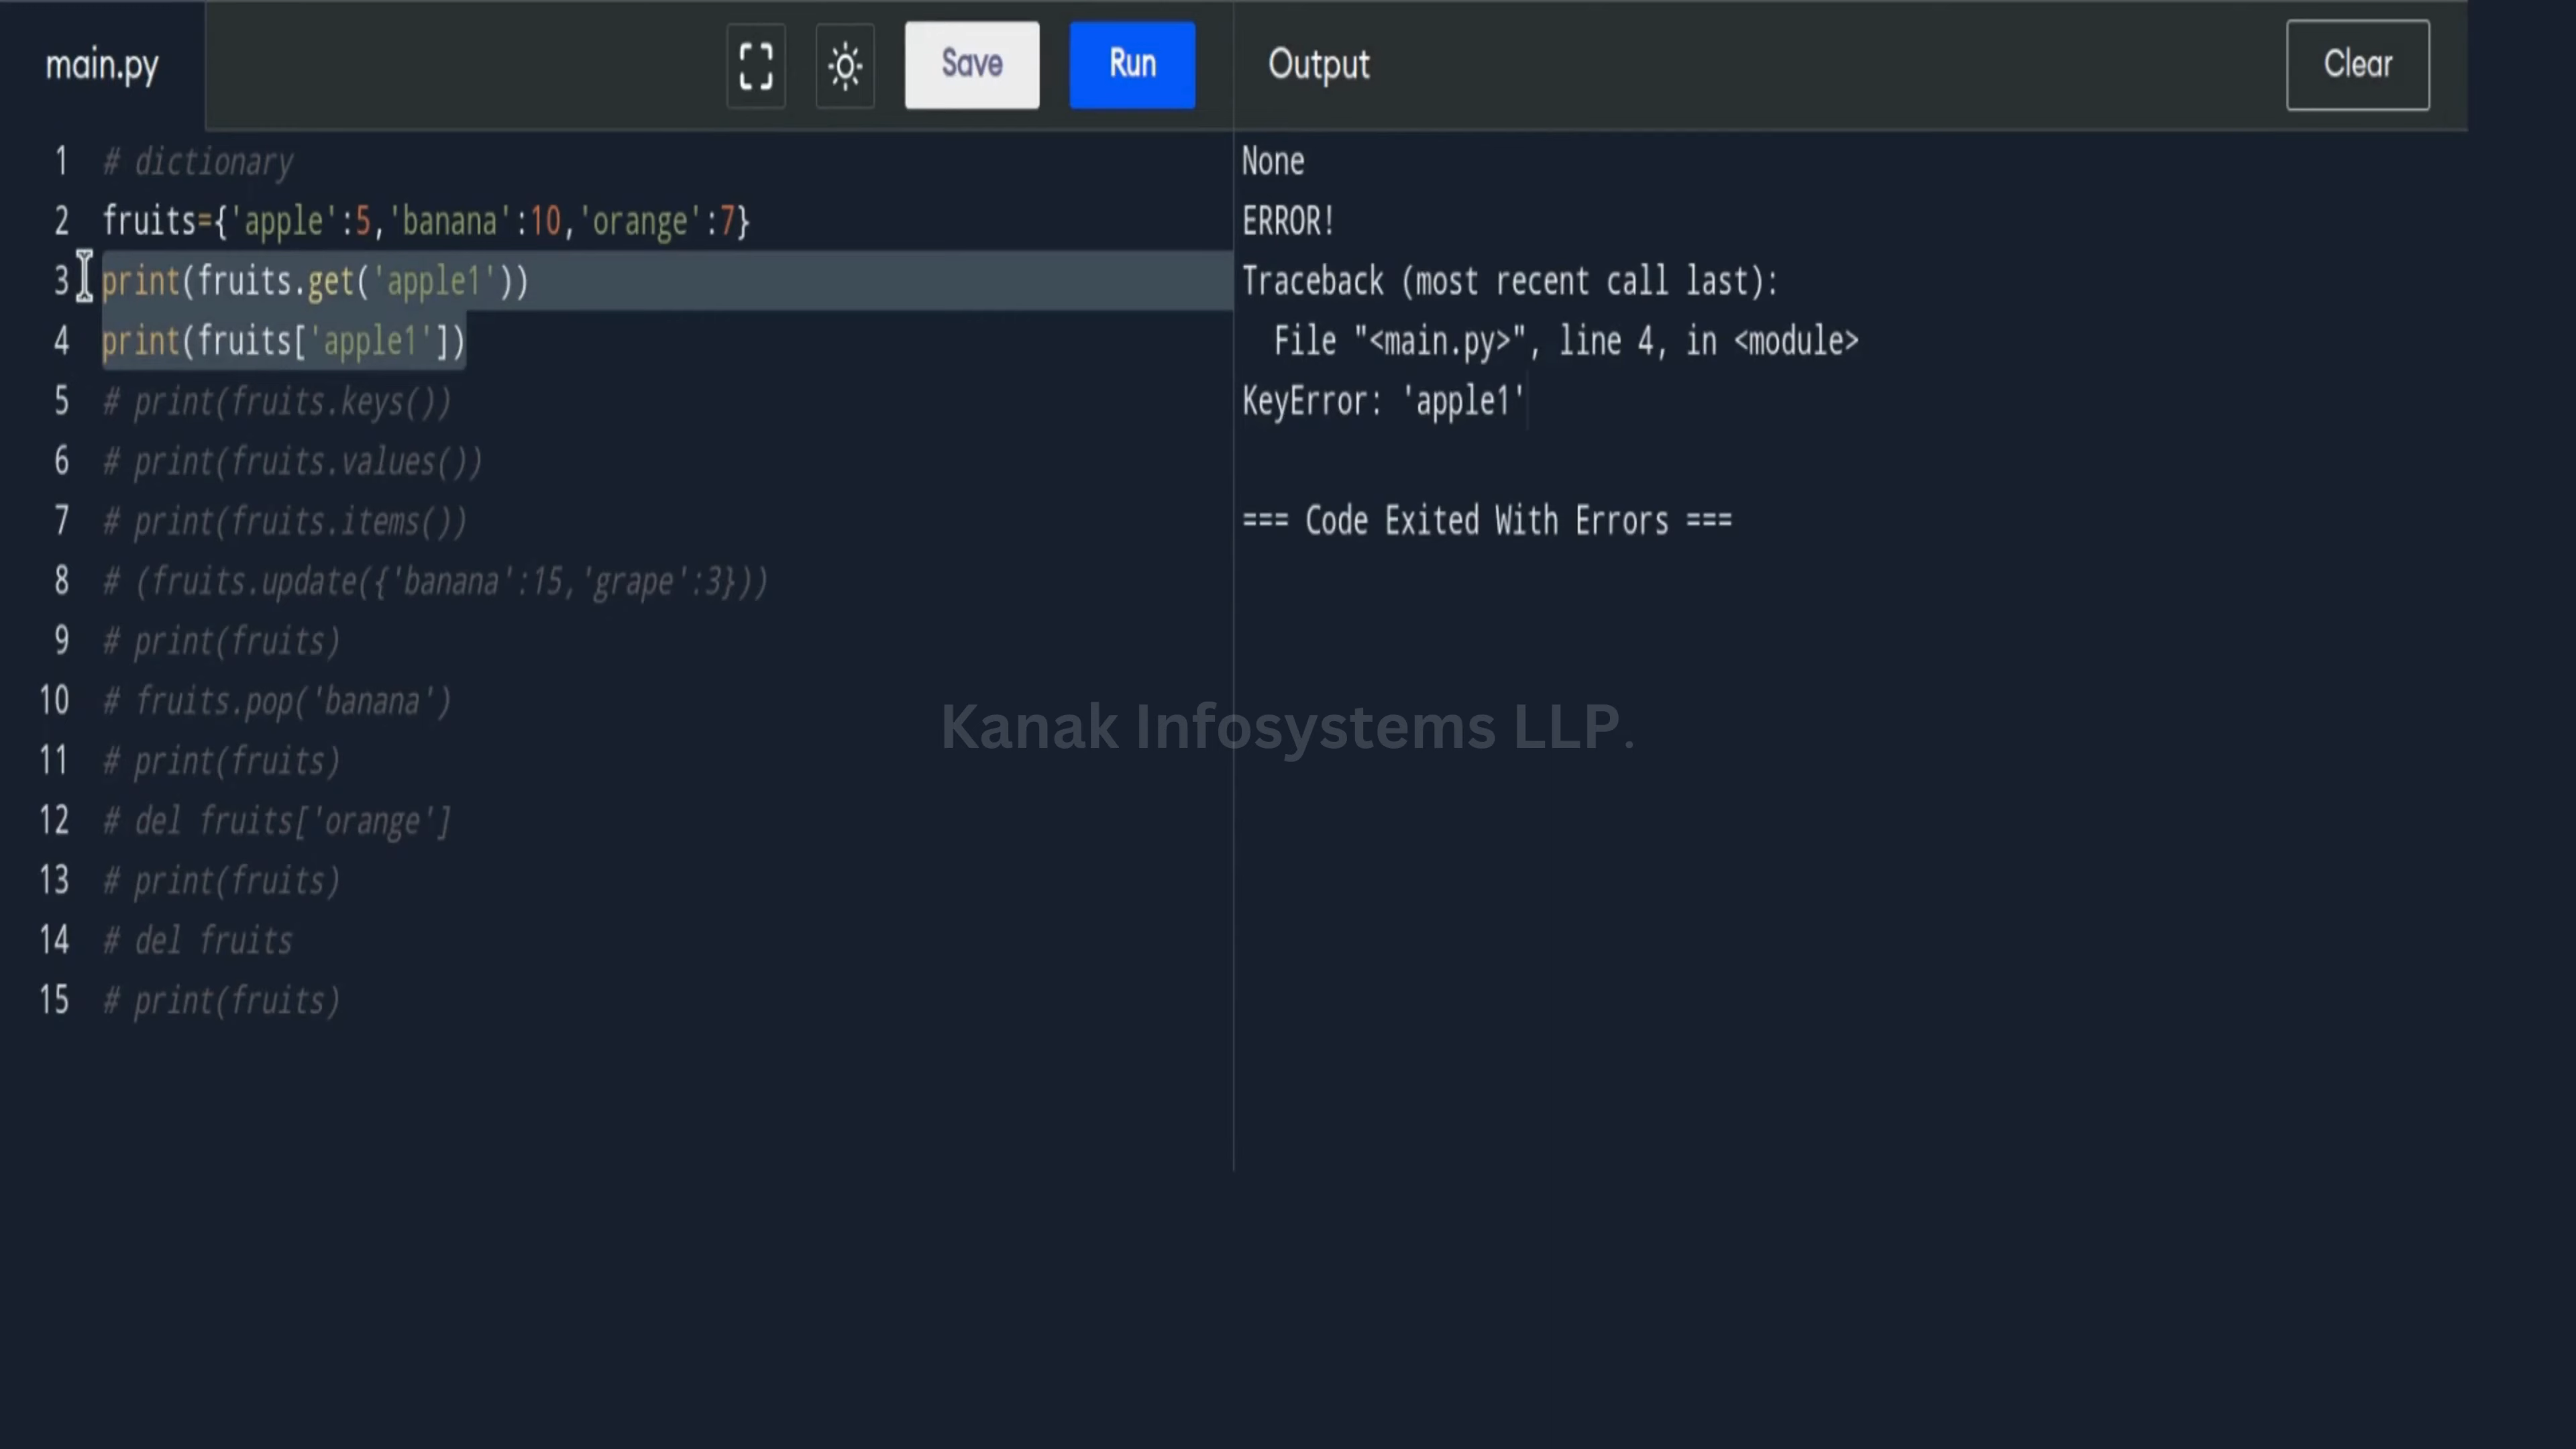 main.py
Save
Run
Output
Clear
1 # dictionary
2 fruits={'apple':5,'banana':10,'orange':7}
3 print(fruits.get('apple1'))
4 print(fruits['apple1'])
5 # print(fruits.keys())
6 # print(fruits.values())
7 # print(fruits.items())
8 # (fruits.update({'banana':15,'grape':3}))
9 # print(fruits)
10 # fruits.pop('banana')
11 # print(fruits)
12 # del fruits['orange']
13 # print(fruits)
14 # del fruits
15 # print(fruits)
None
ERROR!
Traceback (most recent call last):
  File "<main.py>", line 4, in <module>
KeyError: 'apple1'
=== Code Exited With Errors ===
Kanak Infosystems LLP.